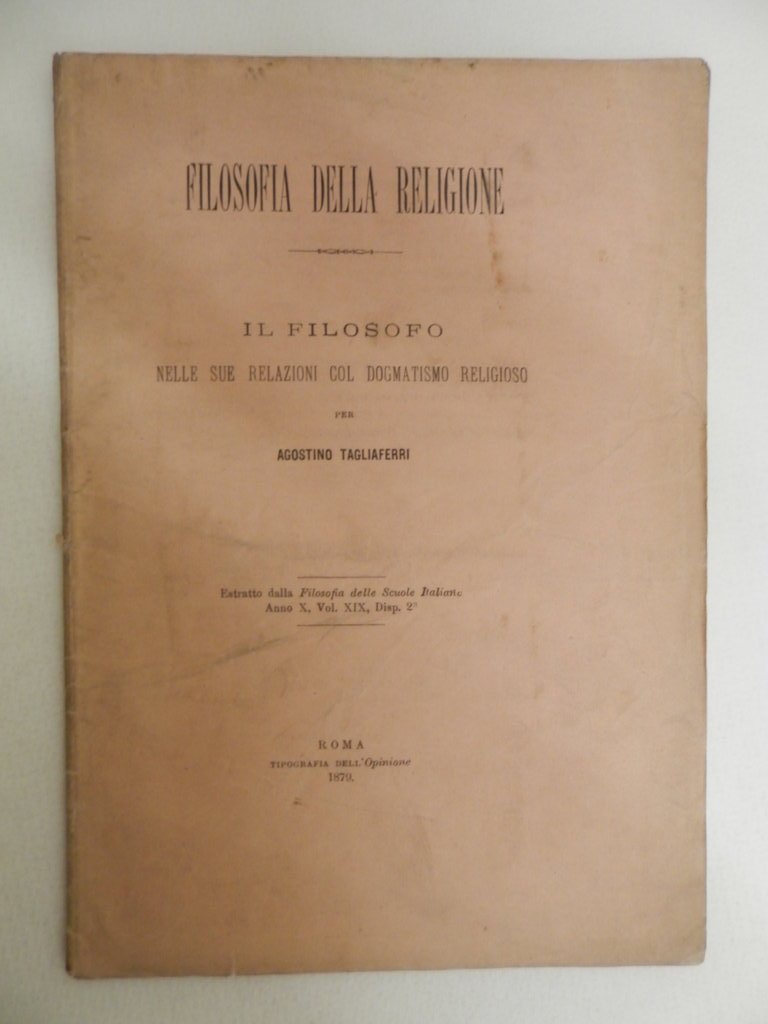 FILOSOFIA DELLA RELIGIONE
IL FILOSOFO
NELLE SUE RELAZIONI COL DOGMATISMO RELIGIOSO
PER
AGOSTINO TAGLIAFERRI
Estratto dalla Filosofia delle Scuole Italiane
Anno X, Vol. XIX, Disp. 2ª
ROMA
TIPOGRAFIA DELL'Opinione
1879.